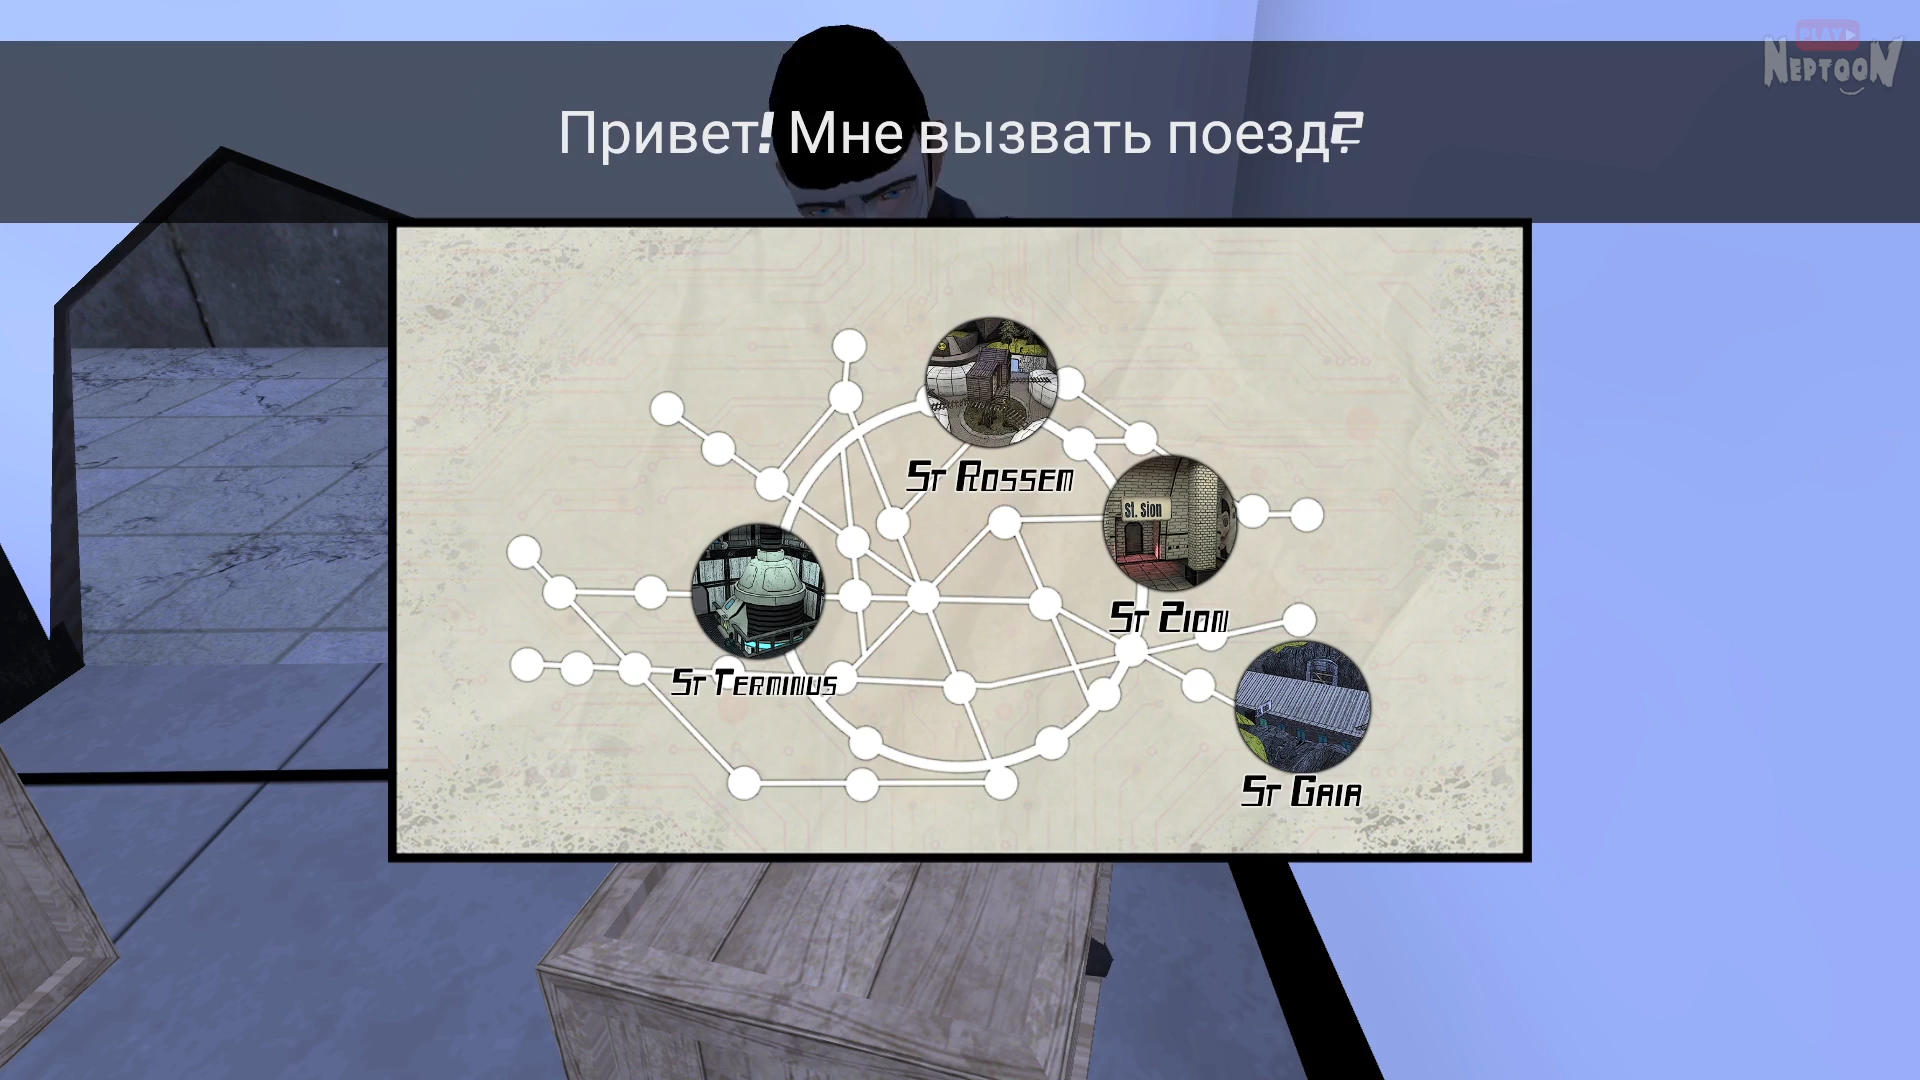 PLAY
NEPTOON
Привет! Мне вызвать поезд?
St Rossem
St. Sion
St Zion
St Terminus
St Gaia